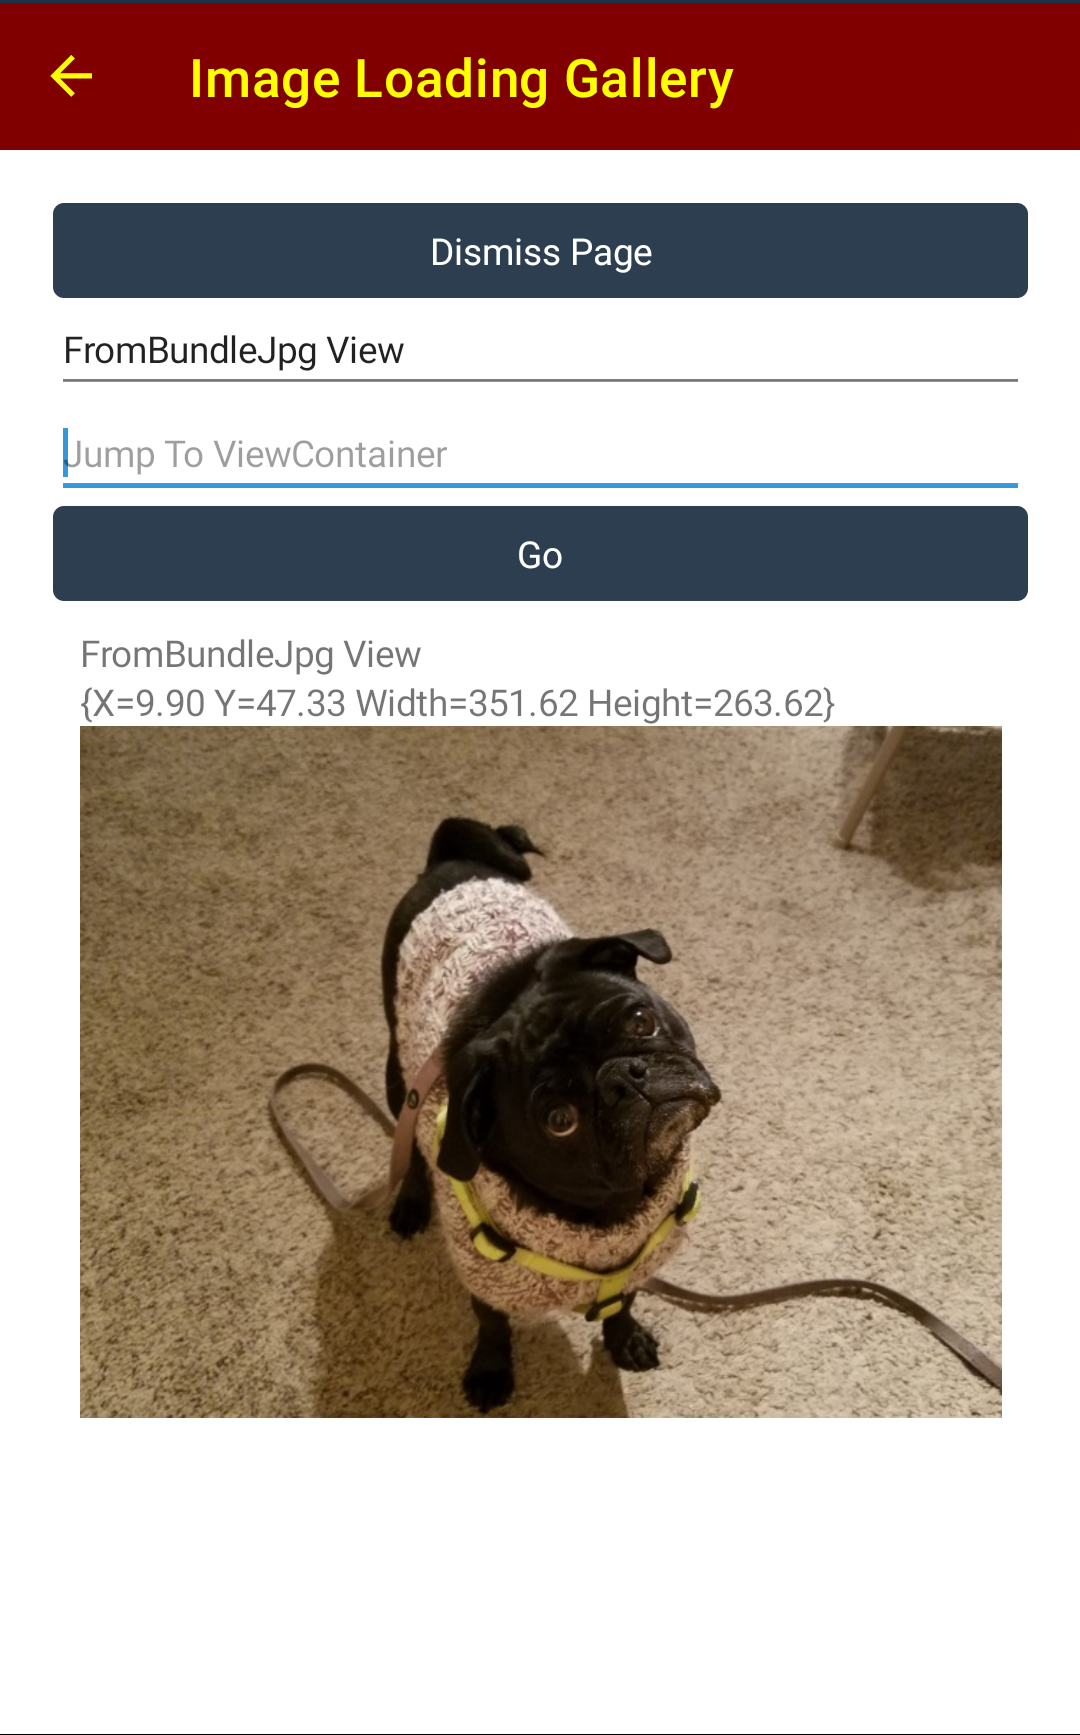 Image Loading Gallery
Dismiss Page
FromBundleJpg View
Jump To ViewContainer
Go
FromBundleJpg View
{X=9.90 Y=47.33 Width=351.62 Height=263.62}